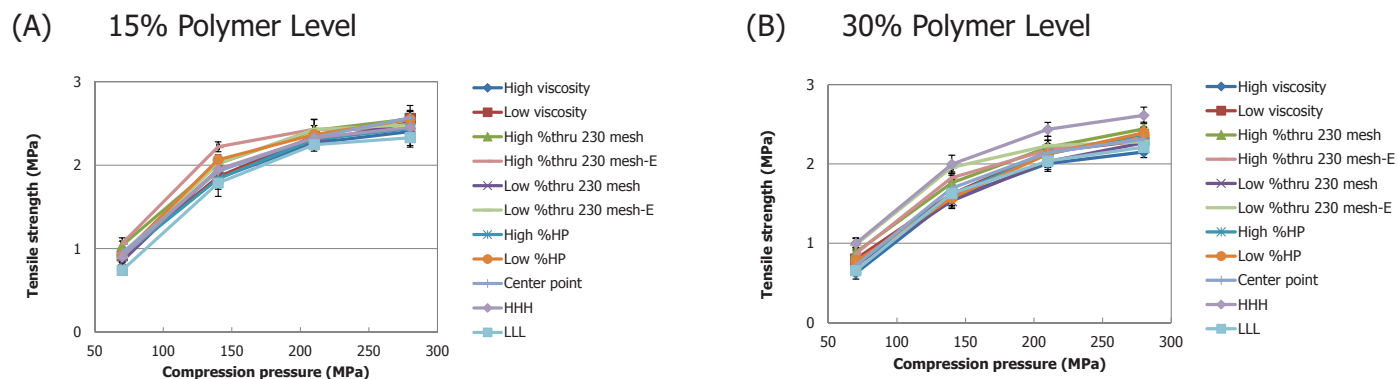 (A) 15% Polymer Level
3
2
1
0
Tensile strength (MPa)
50 100 150 200 250 300
Compression pressure (MPa)
High viscosity
Low viscosity
High %thru 230 mesh
High %thru 230 mesh-E
Low %thru 230 mesh
Low %thru 230 mesh-E
High %HP
Low %HP
Center point
HHH
LLL
(B) 30% Polymer Level
3
2
1
0
Tensile strength (MPa)
50 100 150 200 250 300
Compression pressure (MPa)
High viscosity
Low viscosity
High %thru 230 mesh
High %thru 230 mesh-E
Low %thru 230 mesh
Low %thru 230 mesh-E
High %HP
Low %HP
Center point
HHH
LLL